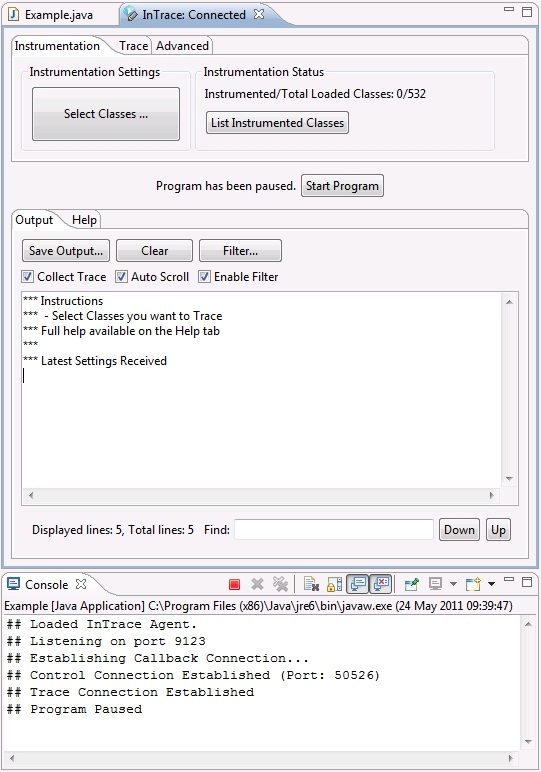 Example.java InTrace: Connected
Instrumentation Trace Advanced
Instrumentation Settings Instrumentation Status
Select Classes ... Instrumented/Total Loaded Classes: 0/532
List Instrumented Classes
Program has been paused. Start Program
Output Help
Save Output... Clear Filter...
Collect Trace Auto Scroll Enable Filter
*** Instructions
*** - Select Classes you want to Trace
*** Full help available on the Help tab
***
*** Latest Settings Received
Displayed lines: 5, Total lines: 5 Find: Down Up
Console
Example [Java Application] C:\Program Files (x86)\Java\jre6\bin\javaw.exe (24 May 2011 09:39:47)
## Loaded InTrace Agent.
## Listening on port 9123
## Establishing Callback Connection...
## Control Connection Established (Port: 50526)
## Trace Connection Established
## Program Paused